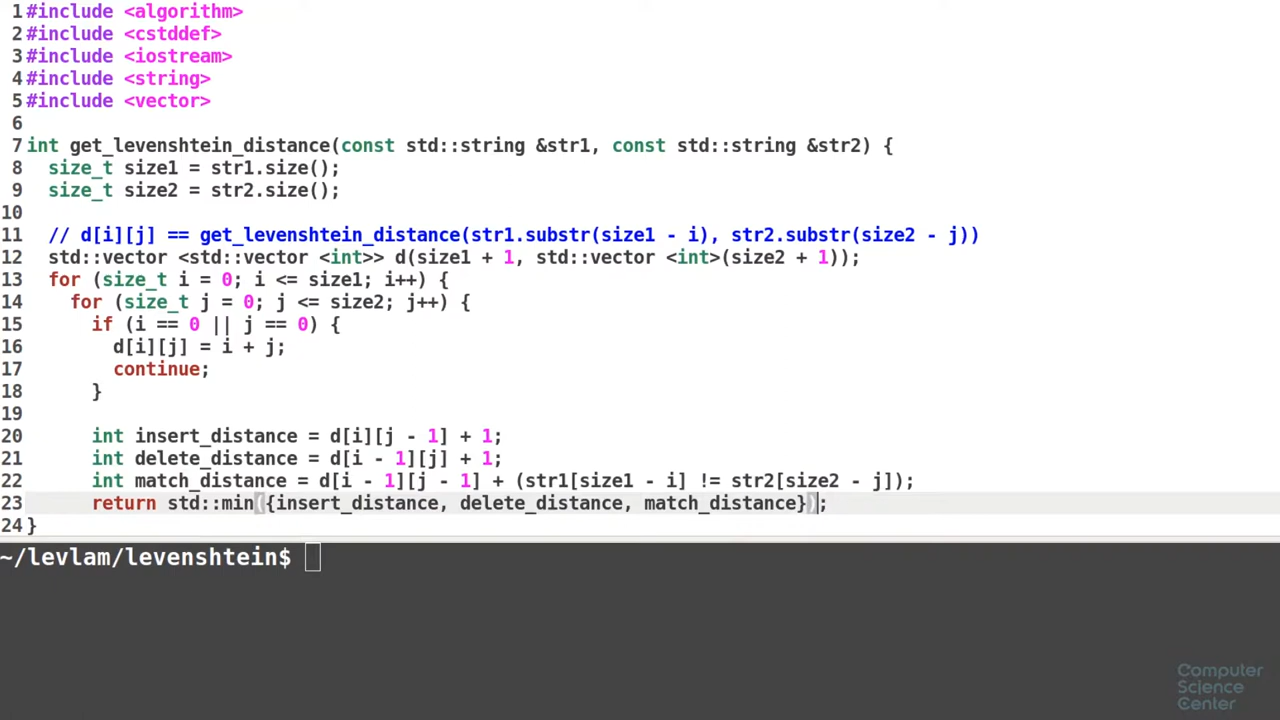 1#include <algorithm>
2#include <cstddef>
3#include <iostream>
4#include <string>
5#include <vector>
6
7int get_levenshtein_distance(const std::string &str1, const std::string &str2) {
8  size_t size1 = str1.size();
9  size_t size2 = str2.size();
10
11  // d[i][j] == get_levenshtein_distance(str1.substr(size1 - i), str2.substr(size2 - j))
12  std::vector <std::vector <int>> d(size1 + 1, std::vector <int>(size2 + 1));
13  for (size_t i = 0; i <= size1; i++) {
14    for (size_t j = 0; j <= size2; j++) {
15      if (i == 0 || j == 0) {
16        d[i][j] = i + j;
17        continue;
18      }
19
20      int insert_distance = d[i][j - 1] + 1;
21      int delete_distance = d[i - 1][j] + 1;
22      int match_distance = d[i - 1][j - 1] + (str1[size1 - i] != str2[size2 - j]);
23      return std::min({insert_distance, delete_distance, match_distance});
24}
~/levlam/levenshtein$
Computer
Science
Center